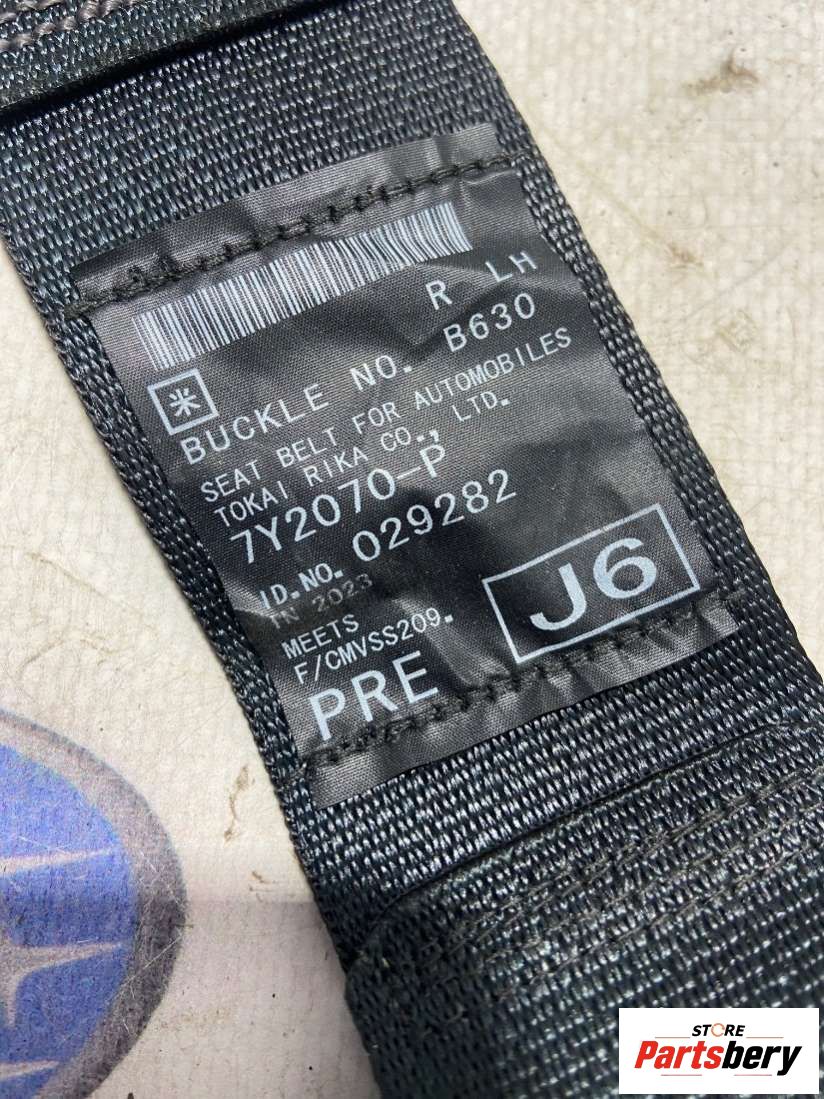 R LH
BUCKLE NO. B630
SEAT BELT FOR AUTOMOBILES
TOKAI RIKA CO., LTD.
7Y2070-P
ID.NO. 029282
IN 2023
MEETS
F/CMVSS209.
J6
PRE
STORE
Partsbery